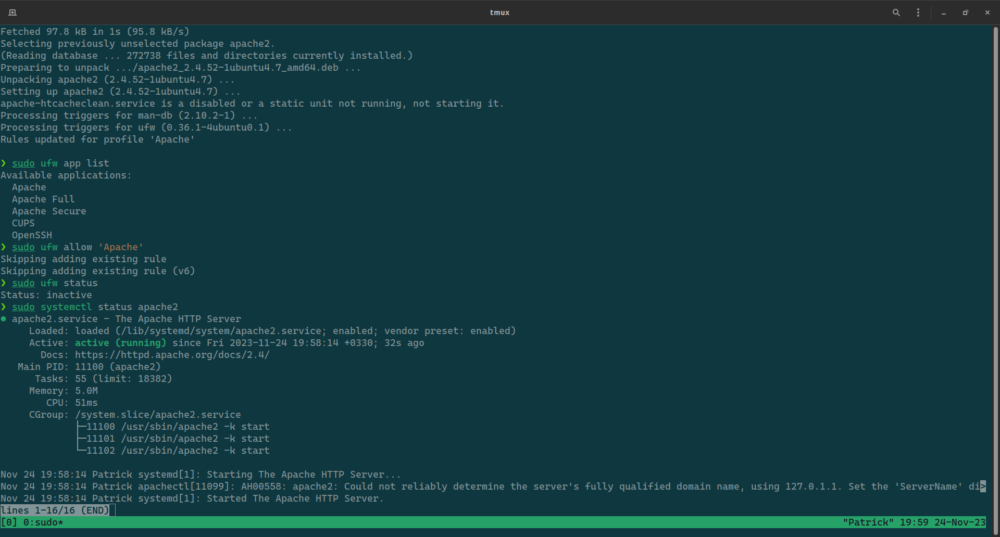 tmux
Fetched 97.8 kB in 1s (95.8 kB/s)
Selecting previously unselected package apache2.
(Reading database ... 272738 files and directories currently installed.)
Preparing to unpack .../apache2_2.4.52-1ubuntu4.7_amd64.deb ...
Unpacking apache2 (2.4.52-1ubuntu4.7) ...
Setting up apache2 (2.4.52-1ubuntu4.7) ...
apache-htcacheclean.service is a disabled or a static unit not running, not starting it.
Processing triggers for man-db (2.10.2-1) ...
Processing triggers for ufw (0.36.1-4ubuntu0.1) ...
Rules updated for profile 'Apache'
❯ sudo ufw app list
Available applications:
  Apache
  Apache Full
  Apache Secure
  CUPS
  OpenSSH
❯ sudo ufw allow 'Apache'
Skipping adding existing rule
Skipping adding existing rule (v6)
❯ sudo ufw status
Status: inactive
❯ sudo systemctl status apache2
● apache2.service - The Apache HTTP Server
     Loaded: loaded (/lib/systemd/system/apache2.service; enabled; vendor preset: enabled)
     Active: active (running) since Fri 2023-11-24 19:58:14 +0330; 32s ago
       Docs: https://httpd.apache.org/docs/2.4/
   Main PID: 11100 (apache2)
      Tasks: 55 (limit: 18382)
     Memory: 5.0M
        CPU: 51ms
     CGroup: /system.slice/apache2.service
             ├─11100 /usr/sbin/apache2 -k start
             ├─11101 /usr/sbin/apache2 -k start
             └─11102 /usr/sbin/apache2 -k start
Nov 24 19:58:14 Patrick systemd[1]: Starting The Apache HTTP Server...
Nov 24 19:58:14 Patrick apachectl[11099]: AH00558: apache2: Could not reliably determine the server's fully qualified domain name, using 127.0.1.1. Set the 'ServerName' di>
Nov 24 19:58:14 Patrick systemd[1]: Started The Apache HTTP Server.
lines 1-16/16 (END)
[0] 0:sudo* "Patrick" 19:59 24-Nov-23